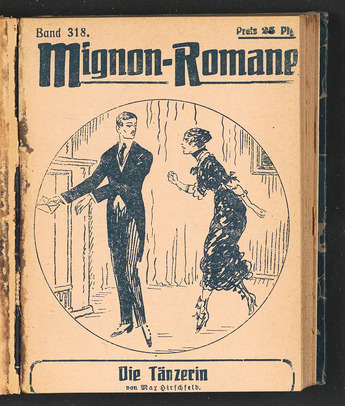 Band 318.
Preis 25 Pfg
Mignon-Romane
Die Tänzerin
von Max Hirschfeld.